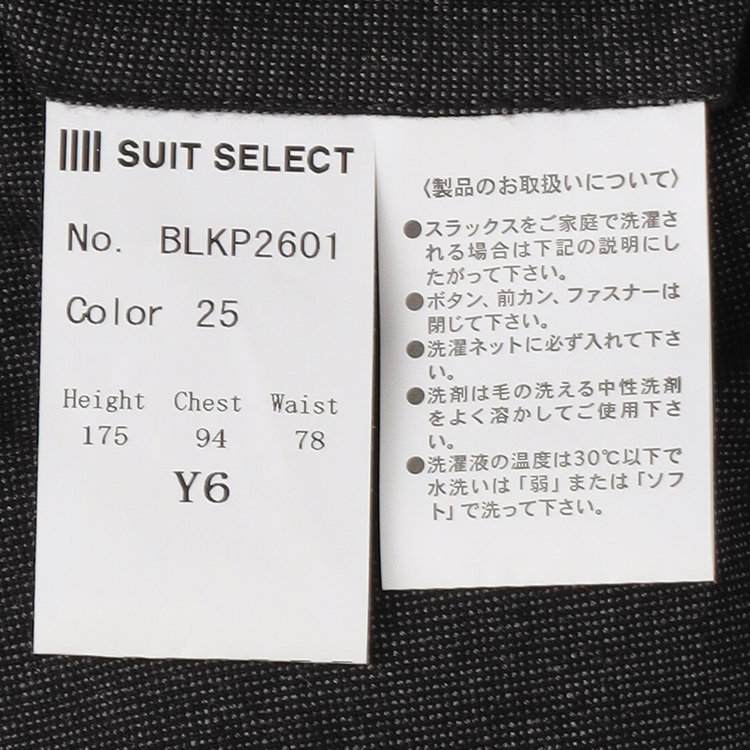 SUIT SELECT
No. BLKP2601
Color 25
Height Chest Waist
175 94 78
Y6
〈製品のお取扱いについて〉
●スラックスをご家庭で洗濯さ
れる場合は下記の説明にし
たがって下さい。
●ボタン、前カン、ファスナーは
閉じて下さい。
●洗濯ネットに必ず入れて下さ
い。
●洗剤は毛の洗える中性洗剤
をよく溶かしてご使用下さ
い。
●洗濯液の温度は30℃以下で
水洗いは「弱」または「ソフ
ト」で洗って下さい。